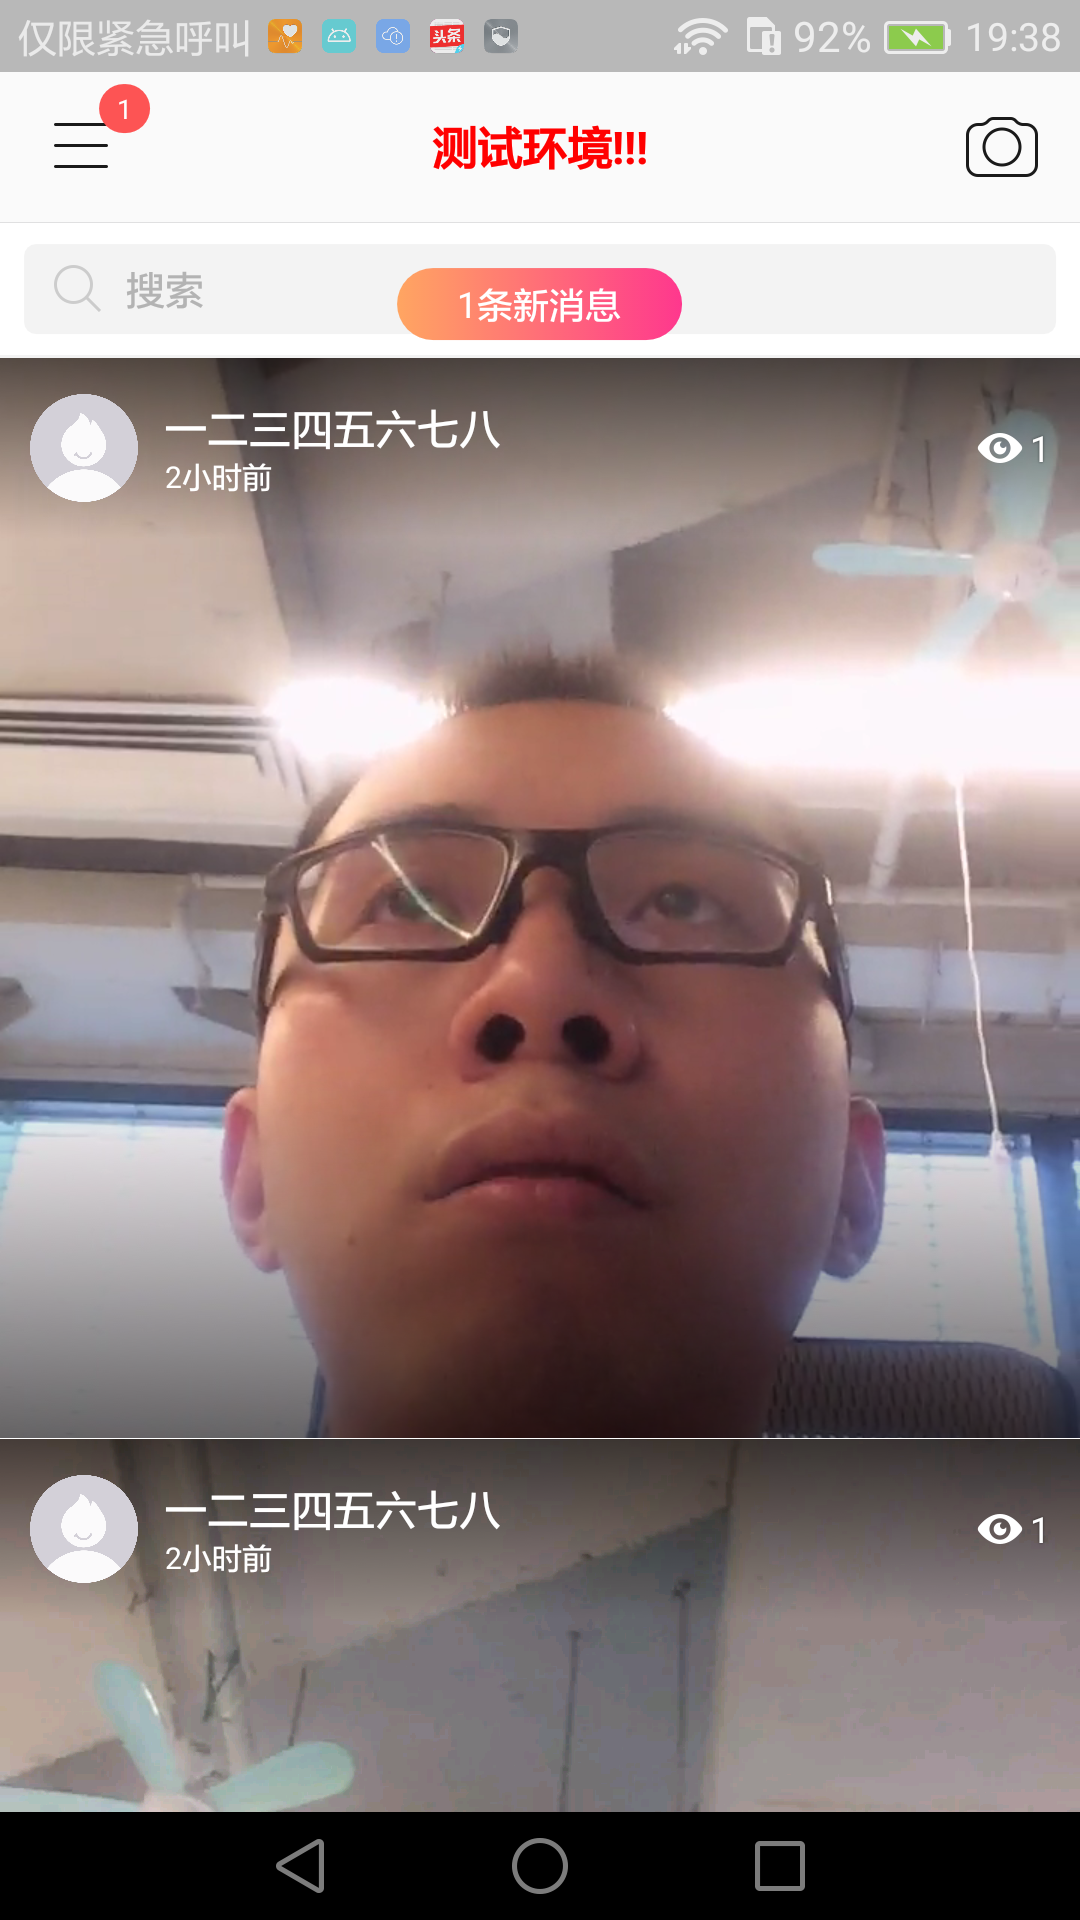 仅限紧急呼叫 头条 92% 19:38
1
测试环境!!!
搜索
1条新消息
一二三四五六七八
2小时前
1
一二三四五六七八
2小时前
1